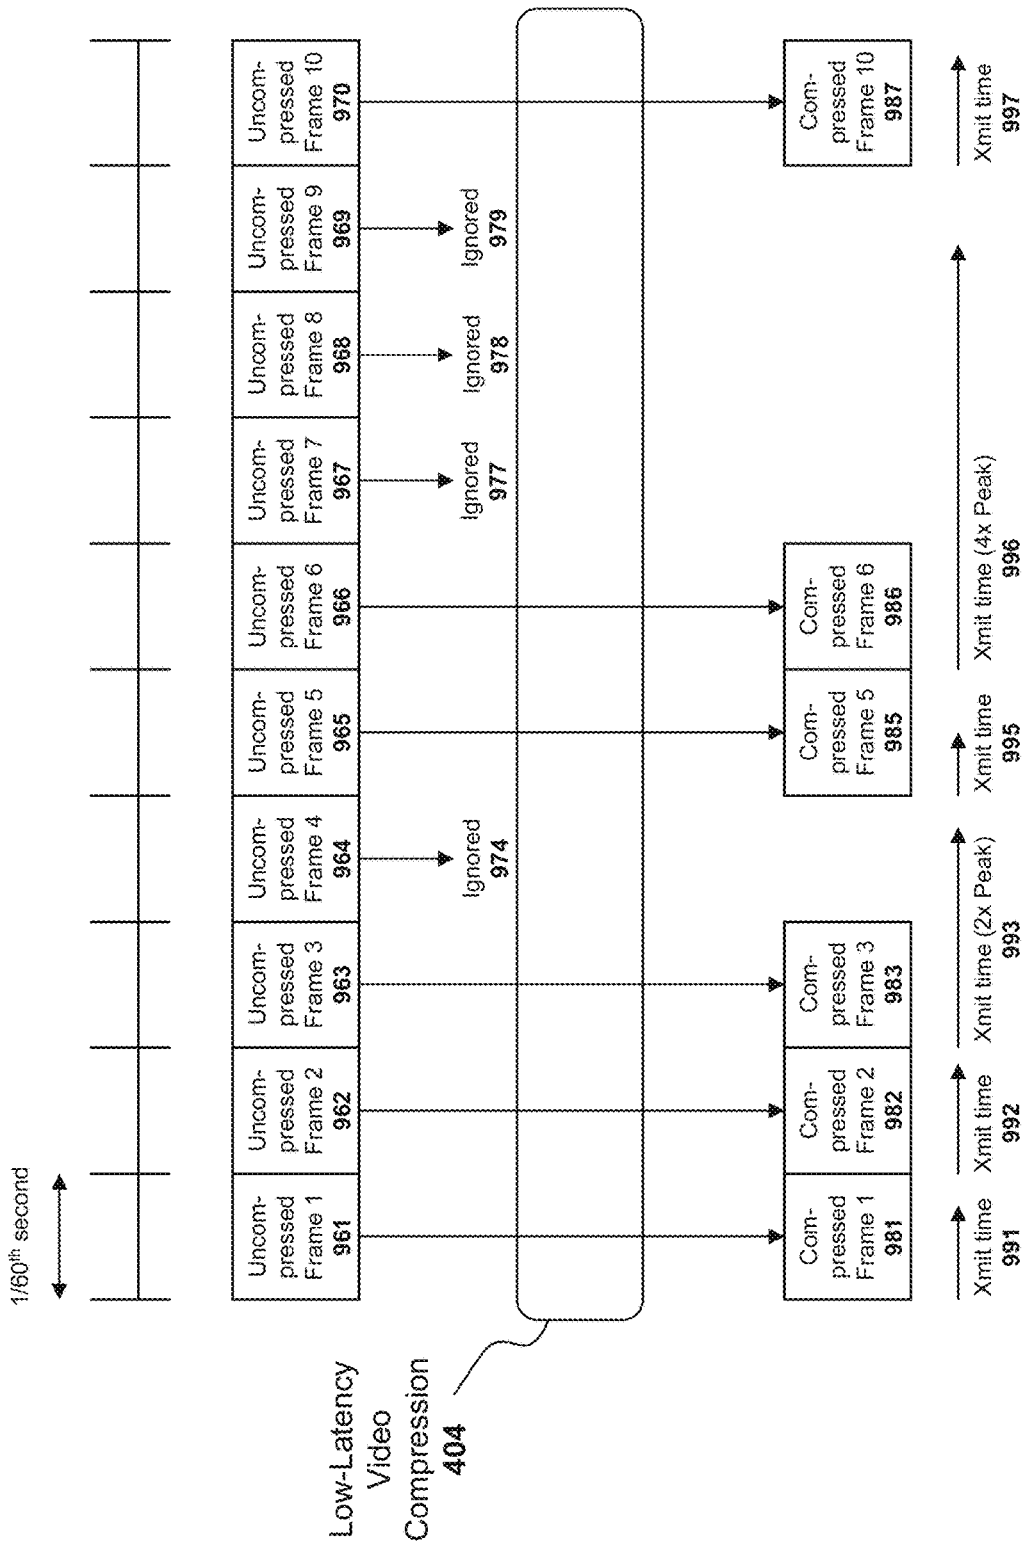 1/60th second
Uncom-
pressed
Frame 1
961
Uncom-
pressed
Frame 2
962
Uncom-
pressed
Frame 3
963
Uncom-
pressed
Frame 4
964
Uncom-
pressed
Frame 5
965
Uncom-
pressed
Frame 6
966
Uncom-
pressed
Frame 7
967
Uncom-
pressed
Frame 8
968
Uncom-
pressed
Frame 9
969
Uncom-
pressed
Frame 10
970
Low-Latency
Video
Compression
404
Ignored
974
Ignored
977
Ignored
978
Ignored
979
Com-
pressed
Frame 1
981
Com-
pressed
Frame 2
982
Com-
pressed
Frame 3
983
Com-
pressed
Frame 5
985
Com-
pressed
Frame 6
986
Com-
pressed
Frame 10
987
Xmit time
991
Xmit time
992
Xmit time (2x Peak)
993
Xmit time
995
Xmit time (4x Peak)
996
Xmit time
997